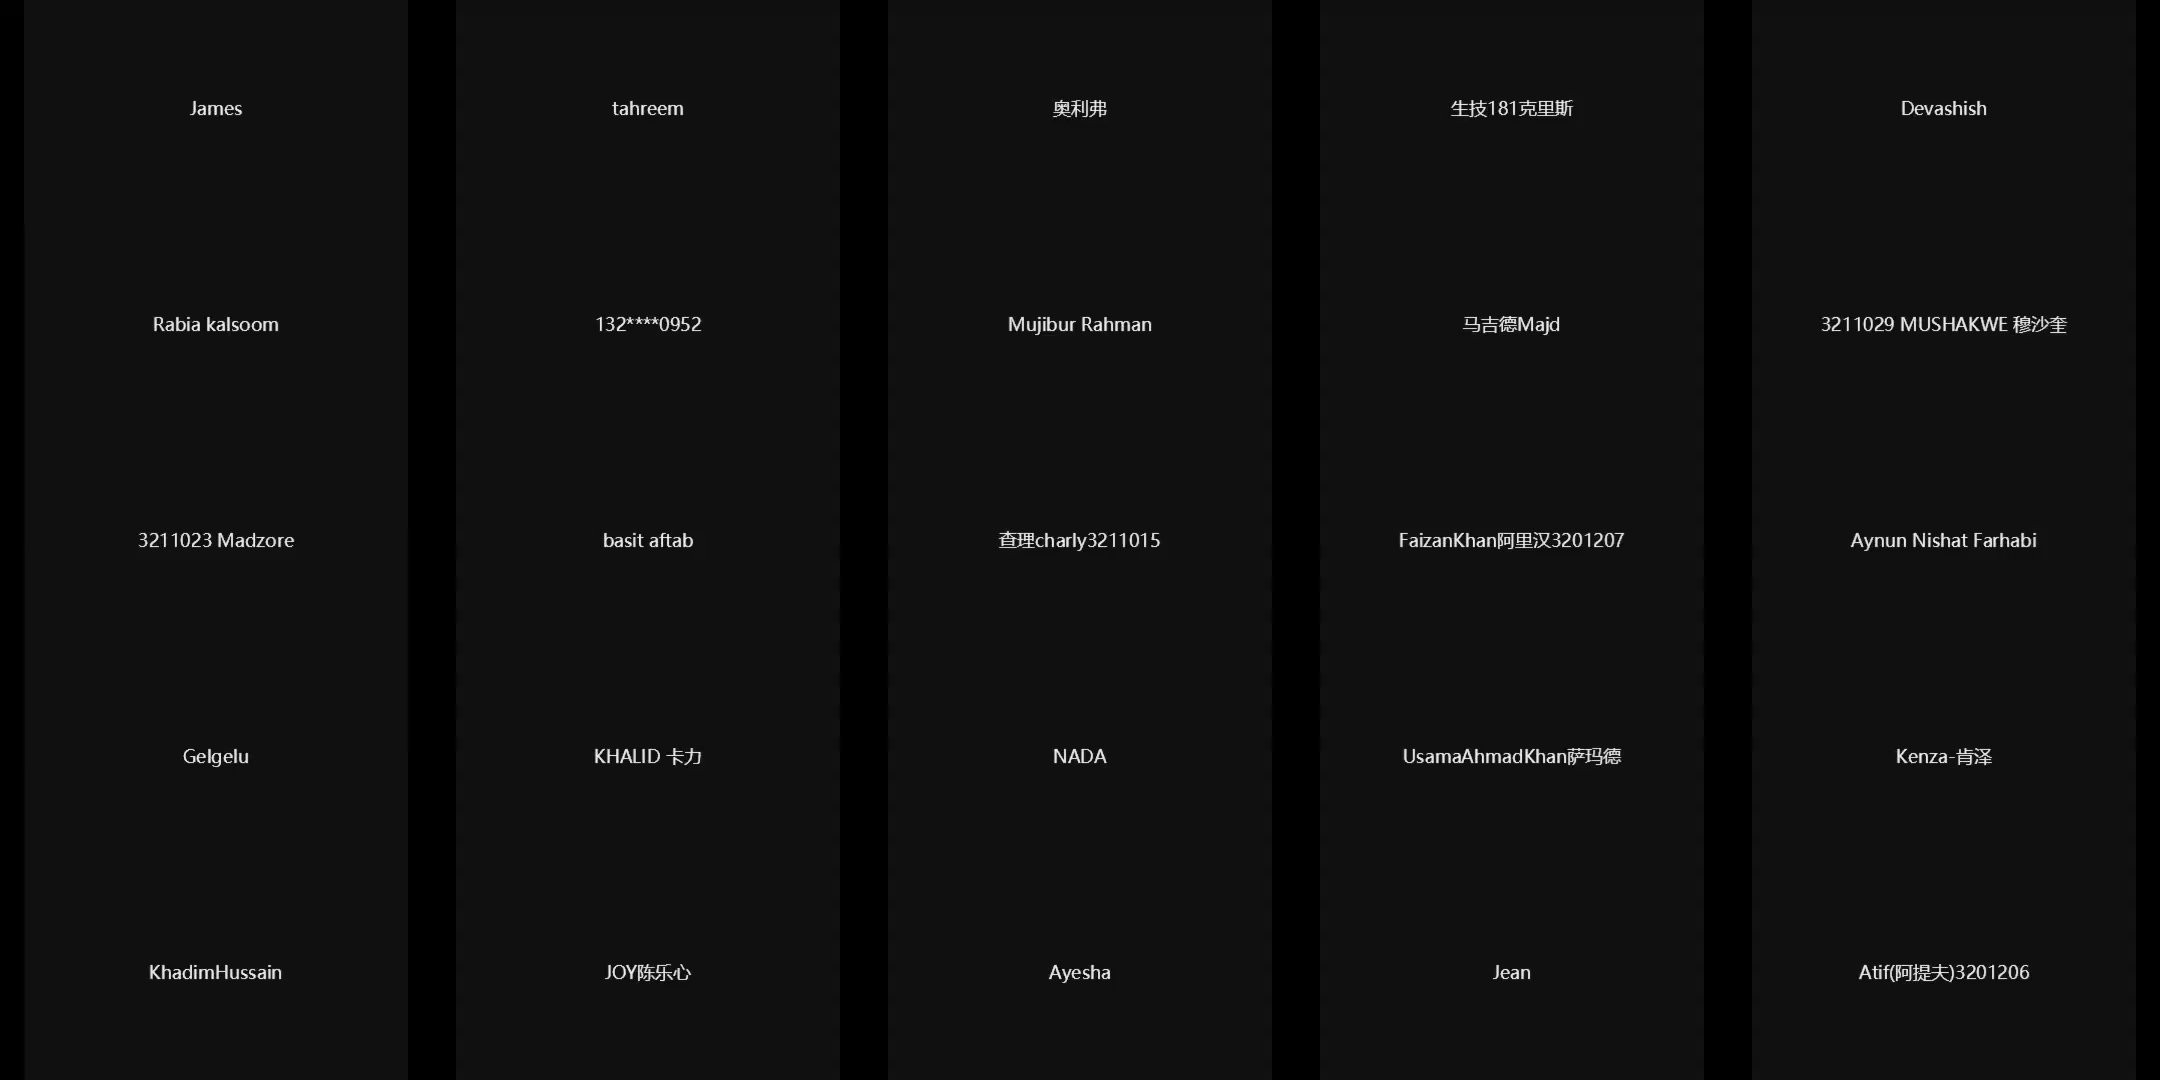 James
tahreem
奥利弗
生技181克里斯
Devashish
Rabia kalsoom
132****0952
Mujibur Rahman
马吉德Majd
3211029 MUSHAKWE 穆沙奎
3211023 Madzore
basit aftab
查理charly3211015
FaizanKhan阿里汉3201207
Aynun Nishat Farhabi
Gelgelu
KHALID 卡力
NADA
UsamaAhmadKhan萨玛德
Kenza-肯泽
KhadimHussain
JOY陈乐心
Ayesha
Jean
Atif(阿提夫)3201206